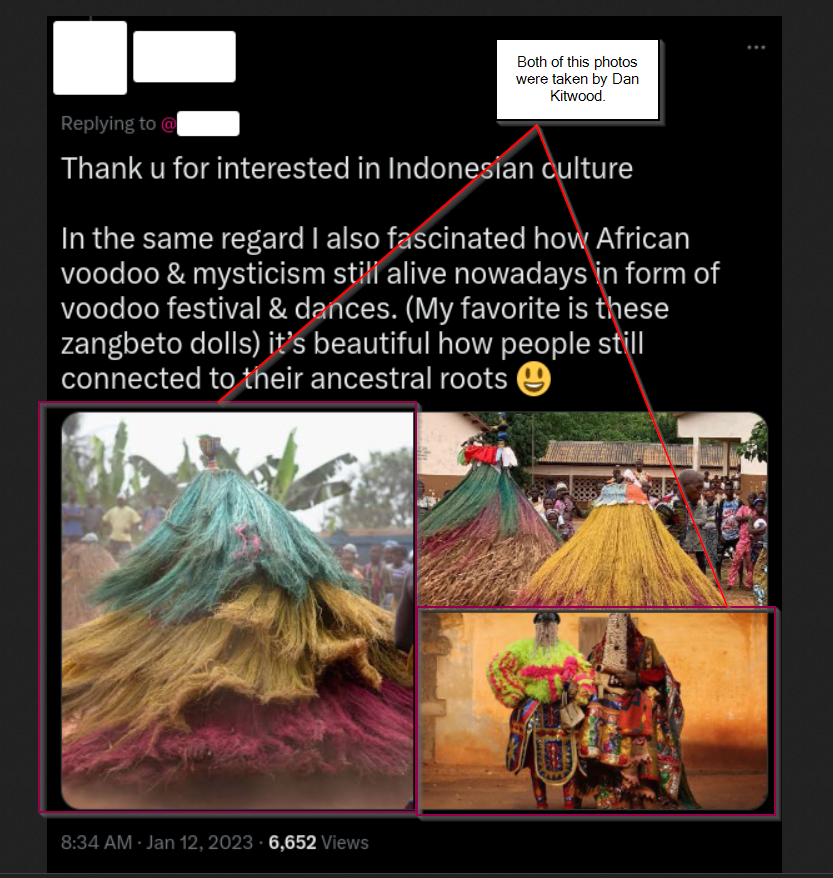 Both of this photos
were taken by Dan
Kitwood.
Replying to @
Thank u for interested in Indonesian culture
In the same regard I also fascinated how African
voodoo & mysticism still alive nowadays in form of
voodoo festival & dances. (My favorite is these
zangbeto dolls) it's beautiful how people still
connected to their ancestral roots 😃
8:34 AM · Jan 12, 2023 · 6,652 Views